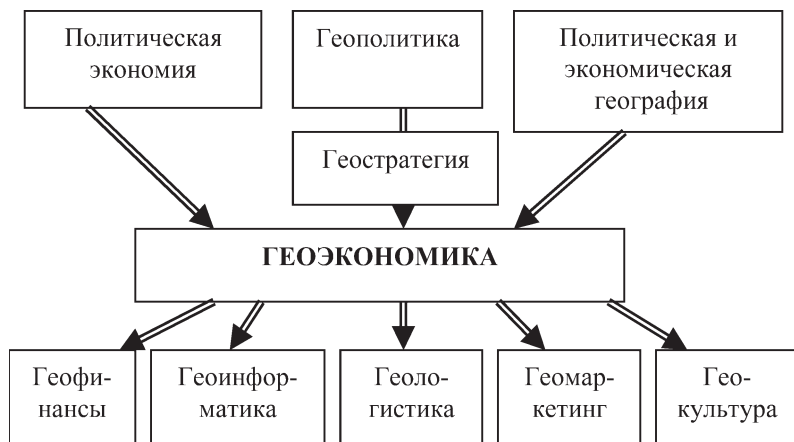 Политическая
экономия
Геополитика
Политическая и
экономическая
география
Геостратегия
ГЕОЭКОНОМИКА
Геофи-
нансы
Геоинфор-
матика
Геоло-
гистика
Геомар-
кетинг
Гео-
культура